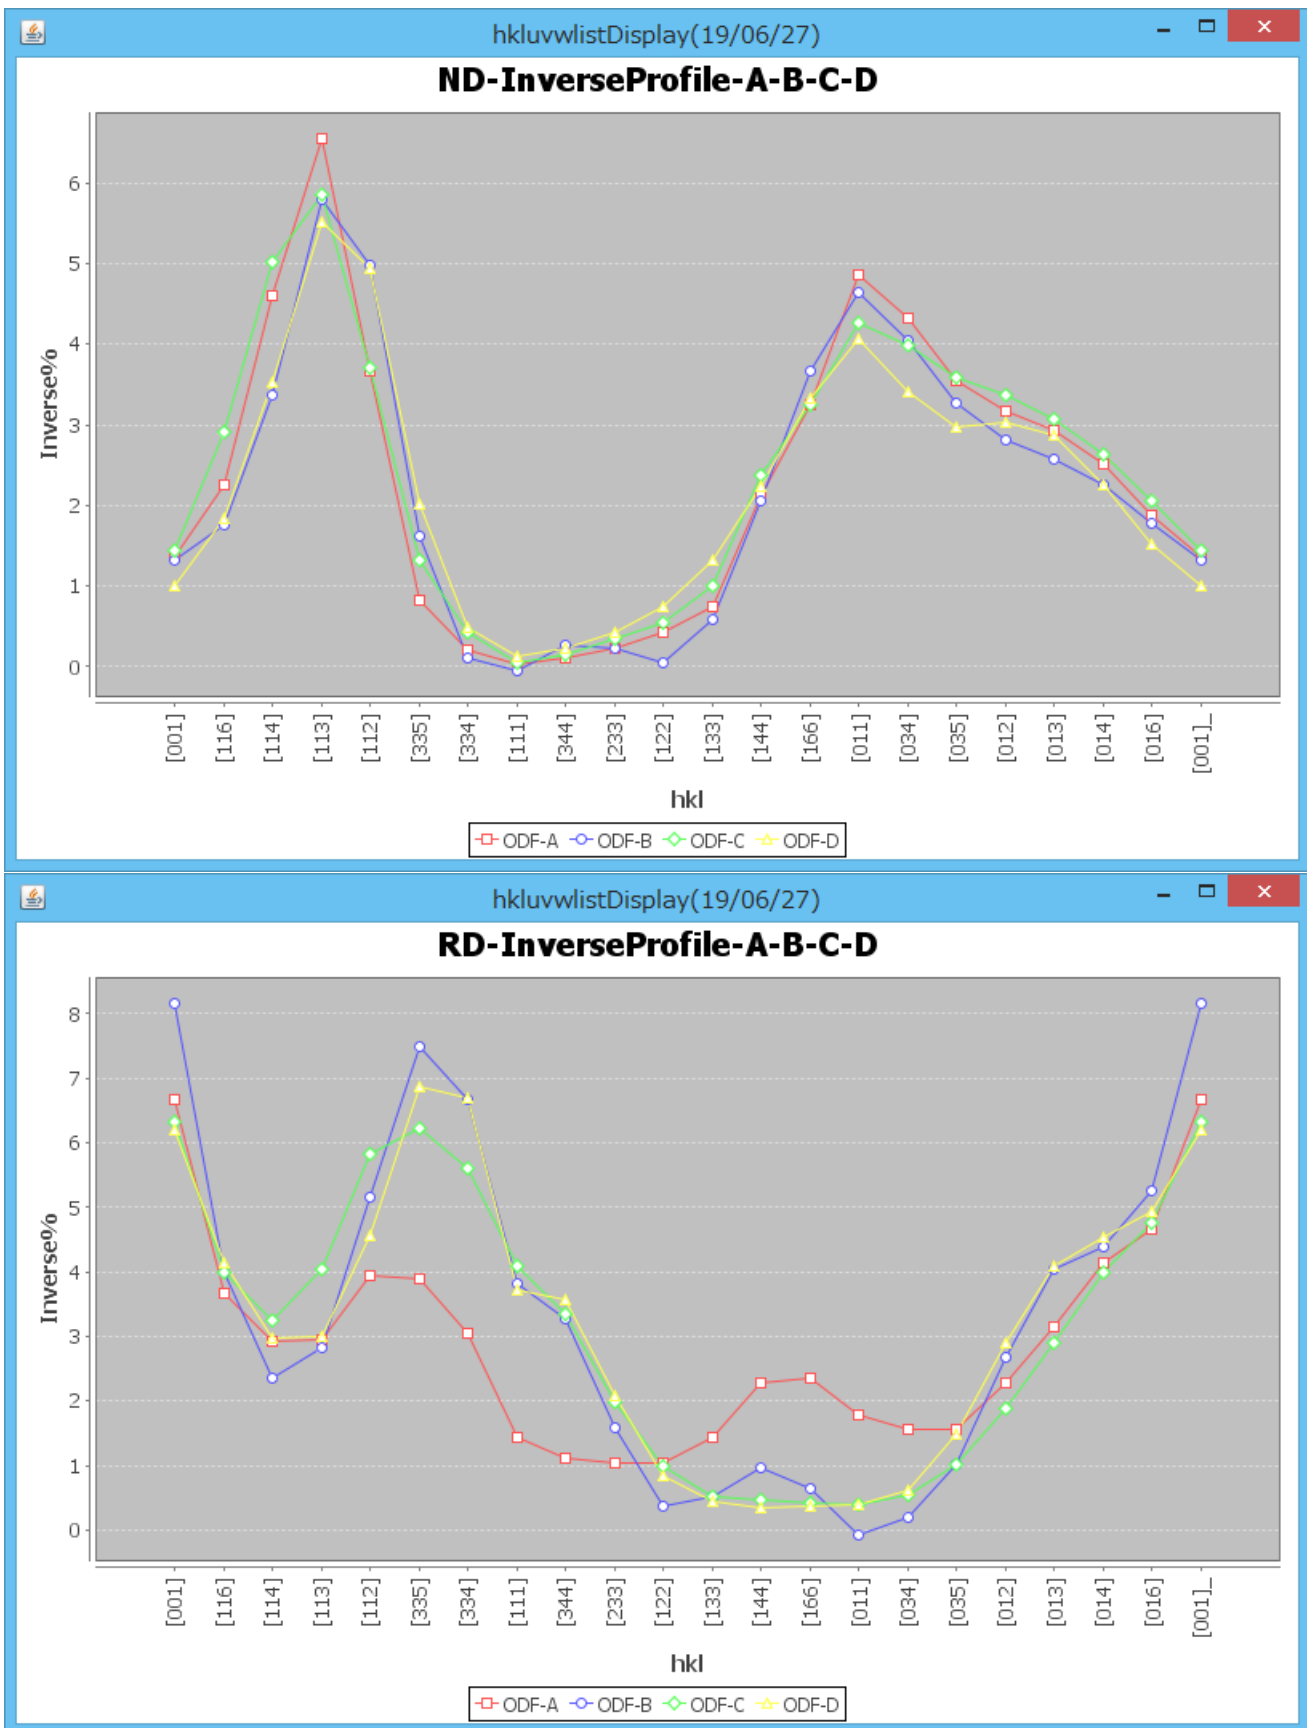 hkluvwlistDisplay(19/06/27)
ND-InverseProfile-A-B-C-D
Inverse%
6
5
4
3
2
1
0
[001] [116] [114] [113] [112] [335] [334] [111] [344] [233] [122] [133] [144] [166] [011] [034] [035] [012] [013] [014] [016] [001]_
hkl
ODF-A ODF-B ODF-C ODF-D
hkluvwlistDisplay(19/06/27)
RD-InverseProfile-A-B-C-D
Inverse%
8
7
6
5
4
3
2
1
0
[001] [116] [114] [113] [112] [335] [334] [111] [344] [233] [122] [133] [144] [166] [011] [034] [035] [012] [013] [014] [016] [001]_
hkl
ODF-A ODF-B ODF-C ODF-D